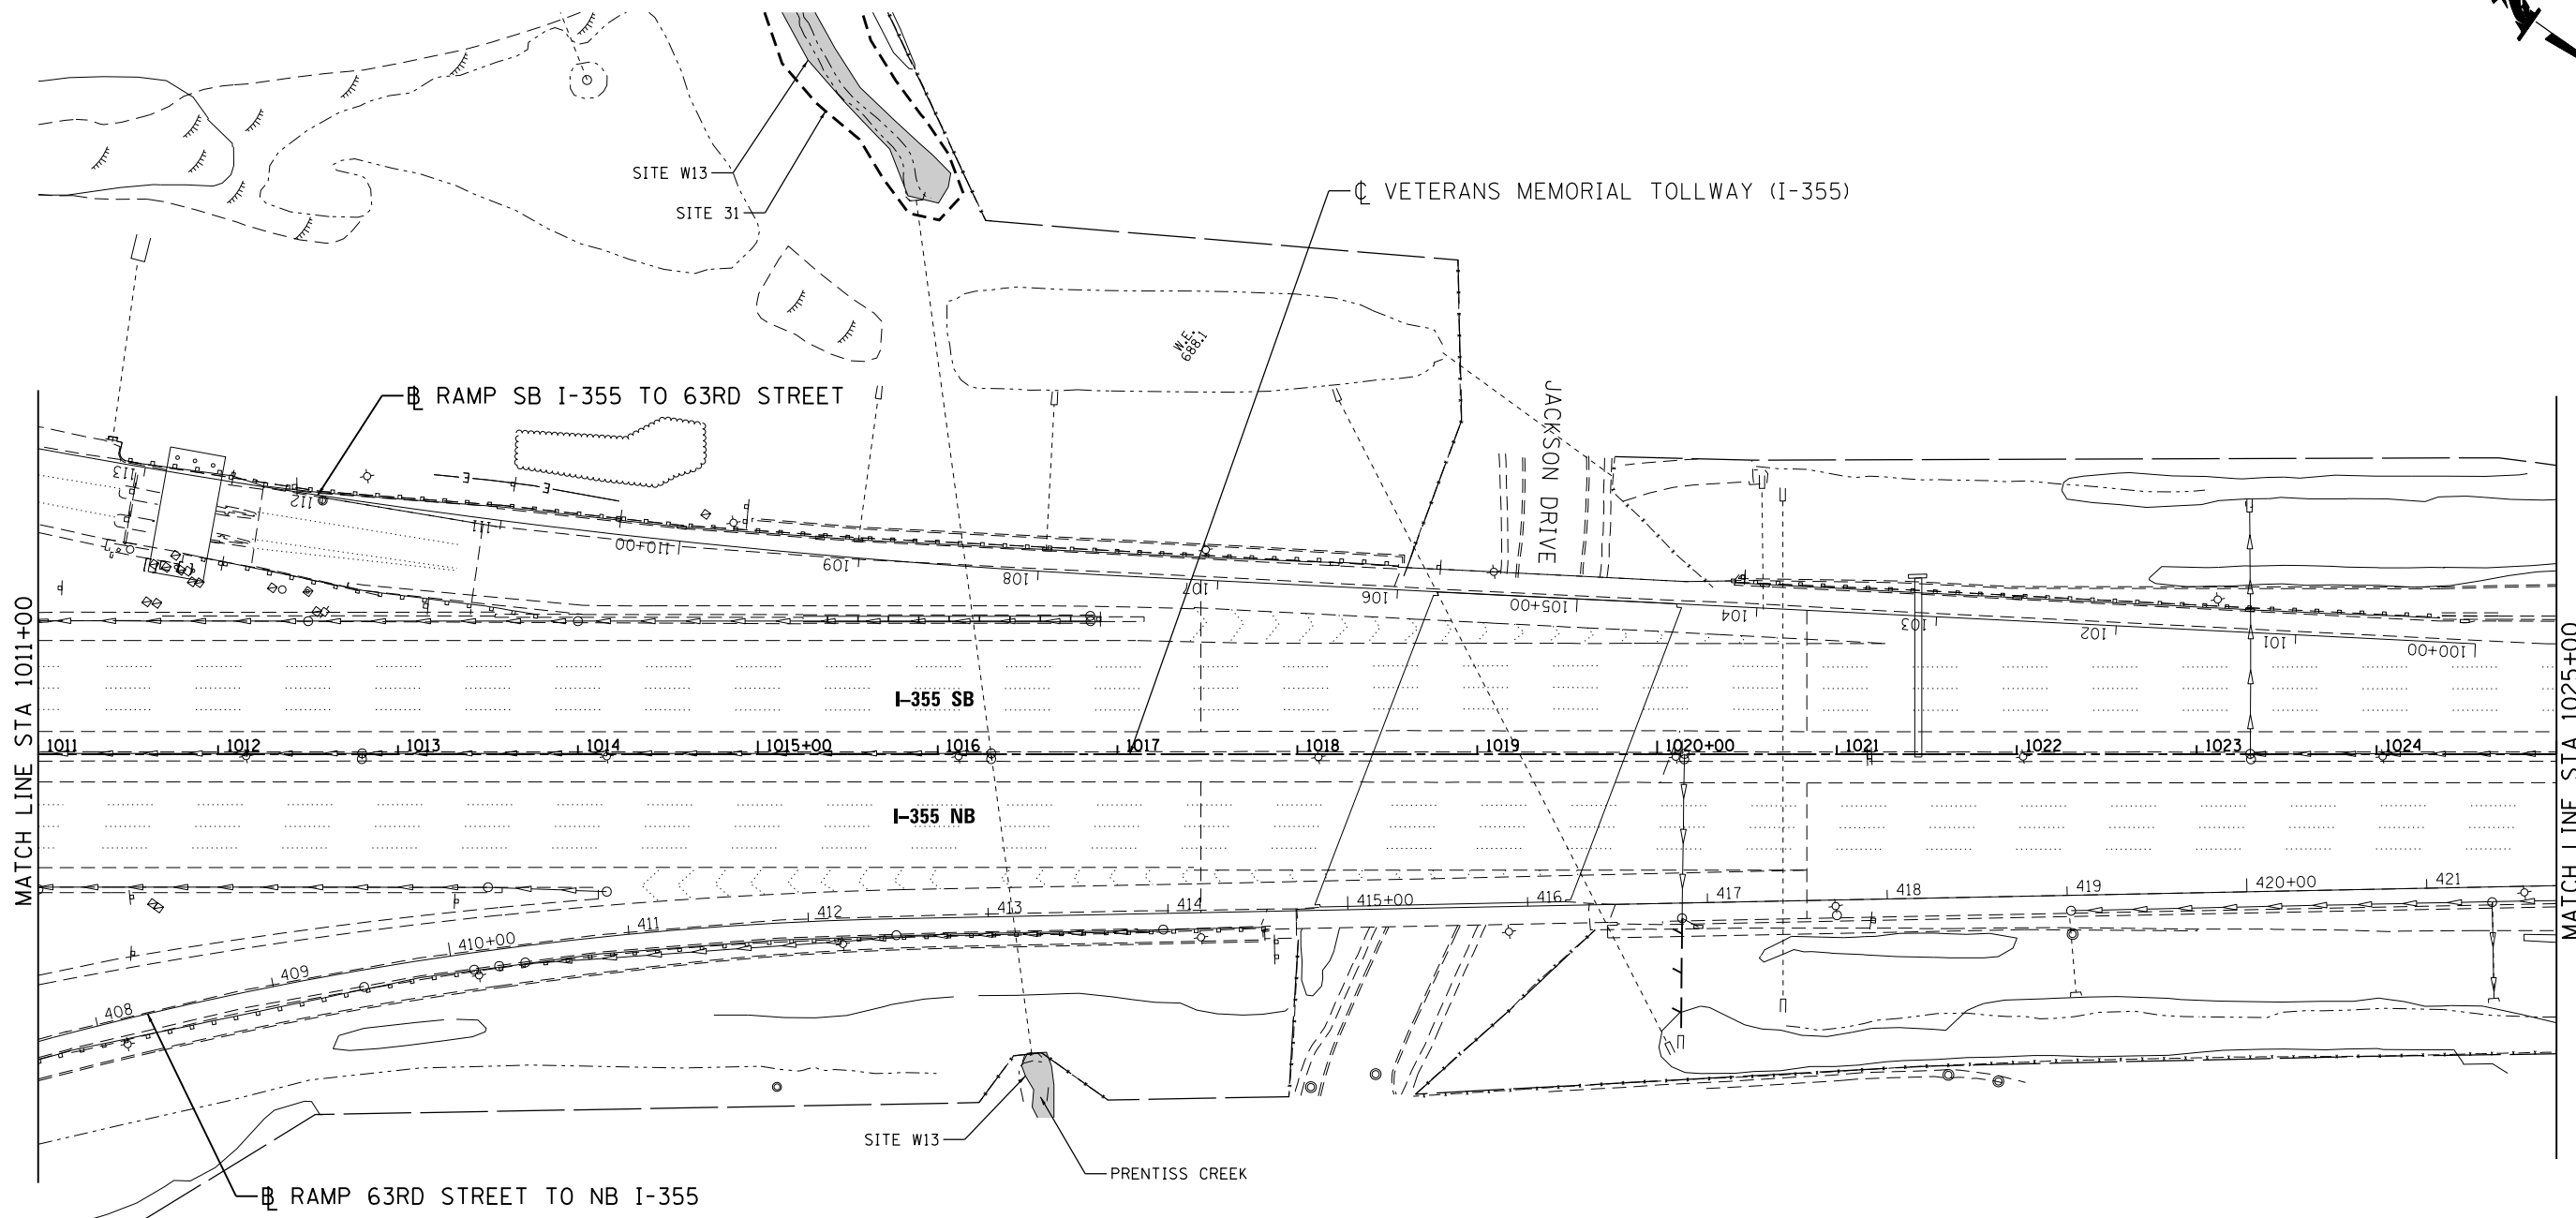 SITE W13
SITE 31
℄ VETERANS MEMORIAL TOLLWAY (I-355)
W.E.
688.1
BL RAMP SB I-355 TO 63RD STREET
JACKSON DRIVE
113
112
111
110+00
109
108
107
106
105+00
104
103
102
101
100+00
E
E
MATCH LINE STA 1011+00
MATCH LINE STA 1025+00
I-355 SB
1011
1012
1013
1014
1015+00
1016
1017
1018
1019
1020+00
1021
1022
1023
1024
I-355 NB
408
409
410+00
411
412
413
414
415+00
416
417
418
419
420+00
421
SITE W13
PRENTISS CREEK
BL RAMP 63RD STREET TO NB I-355